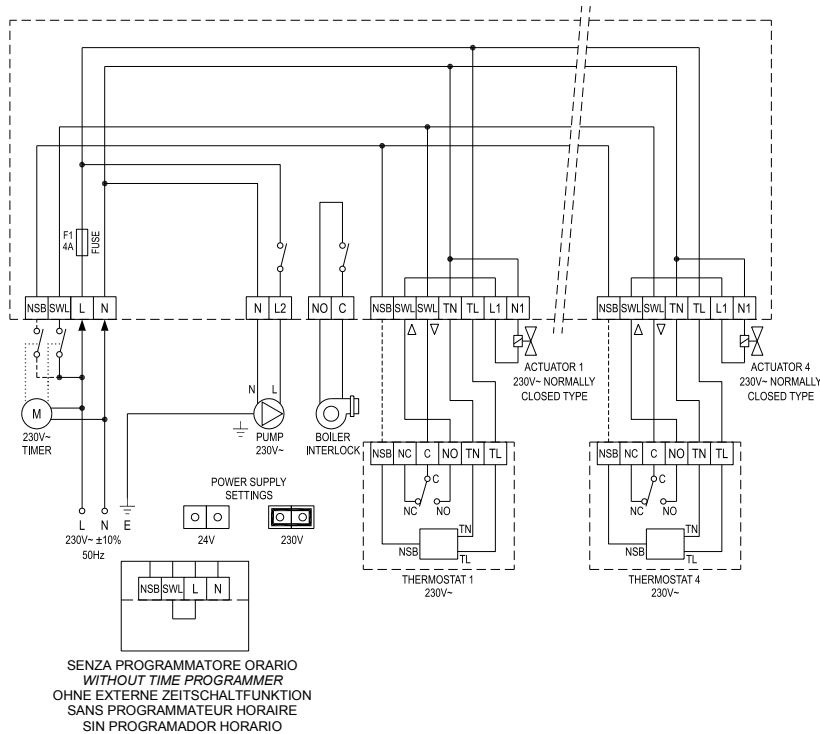 F1
4A
FUSE
NSB SWL L N
N L2
NO C
NSB SWL SWL TN TL L1 N1
NSB SWL SWL TN TL L1 N1
M
230V~
TIMER
N L
PUMP
230V~
BOILER
INTERLOCK
ACTUATOR 1
230V~ NORMALLY
CLOSED TYPE
ACTUATOR 4
230V~ NORMALLY
CLOSED TYPE
NSB NC C NO TN TL
C
NC NO
TN
NSB
TL
THERMOSTAT 1
230V~
NSB NC C NO TN TL
C
NC NO
TN
NSB
TL
THERMOSTAT 4
230V~
L N E
230V~ ±10%
50Hz
POWER SUPPLY
SETTINGS
24V 230V
NSB SWL L N
SENZA PROGRAMMATORE ORARIO
WITHOUT TIME PROGRAMMER
OHNE EXTERNE ZEITSCHALTFUNKTION
SANS PROGRAMMATEUR HORAIRE
SIN PROGRAMADOR HORARIO